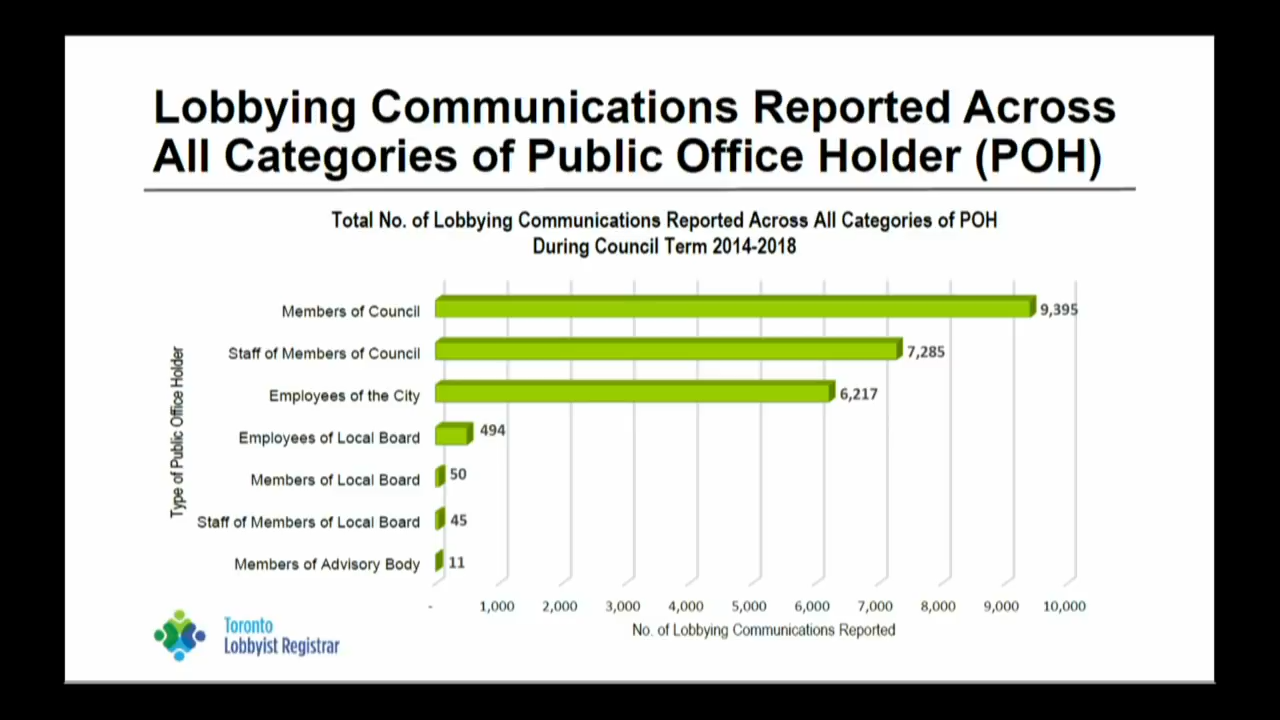 Lobbying Communications Reported Across
All Categories of Public Office Holder (POH)
Total No. of Lobbying Communications Reported Across All Categories of POH
During Council Term 2014-2018
Type of Public Office Holder
Members of Council 9,395
Staff of Members of Council 7,285
Employees of the City 6,217
Employees of Local Board 494
Members of Local Board 50
Staff of Members of Local Board 45
Members of Advisory Body 11
- 1,000 2,000 3,000 4,000 5,000 6,000 7,000 8,000 9,000 10,000
No. of Lobbying Communications Reported
Toronto
Lobbyist Registrar